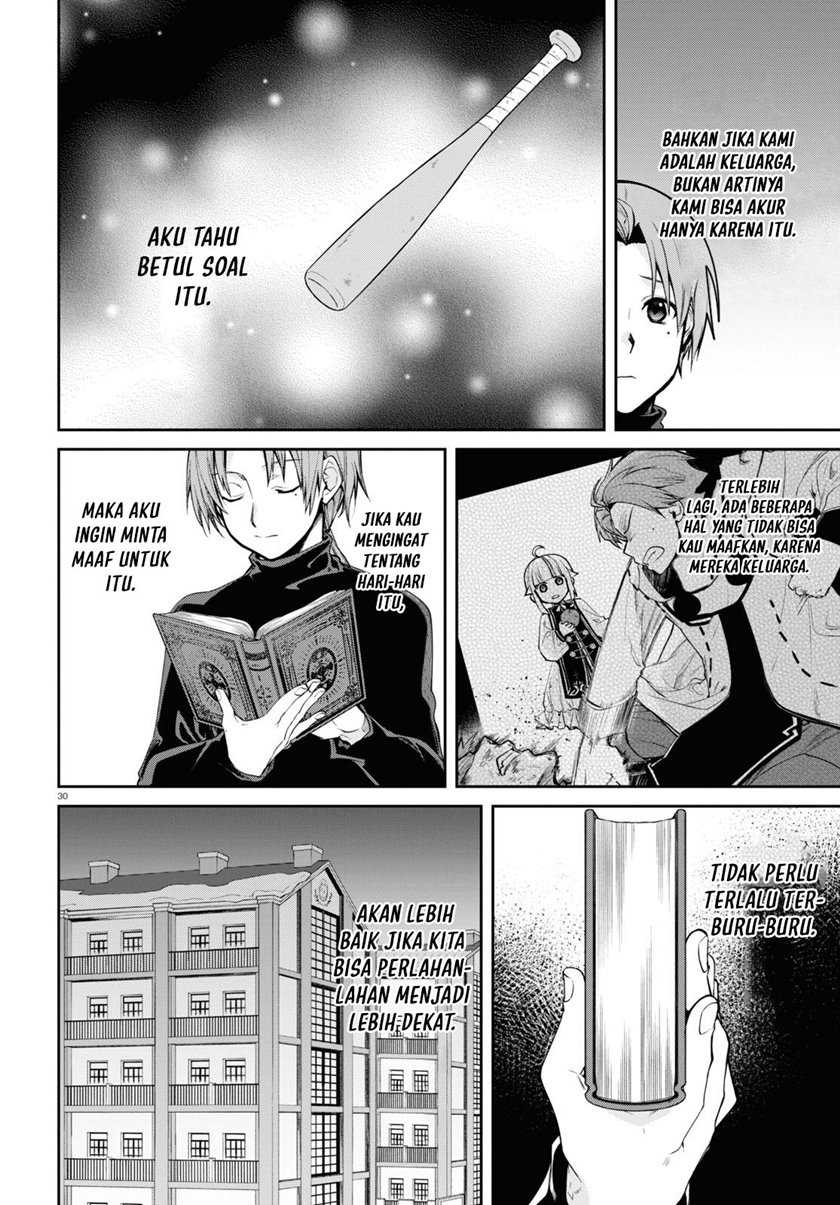 BAHKAN JIKA KAMI
ADALAH KELUARGA,
BUKAN ARTINYA
KAMI BISA AKUR
HANYA KARENA ITU.
AKU TAHU
BETUL SOAL
ITU.
TERLEBIH
LAGI, ADA BEBERAPA
HAL YANG TIDAK BISA
KAU MAAFKAN, KARENA
MEREKA KELUARGA.
JIKA KAU
MENGINGAT
TENTANG
HARI-HARI
ITU,
MAKA AKU
INGIN MINTA
MAAF UNTUK
ITU.
30
TIDAK PERLU
TERLALU TER-
BURU-BURU.
AKAN LEBIH
BAIK JIKA KITA
BISA PERLAHAN-
LAHAN MENJADI
LEBIH DEKAT.